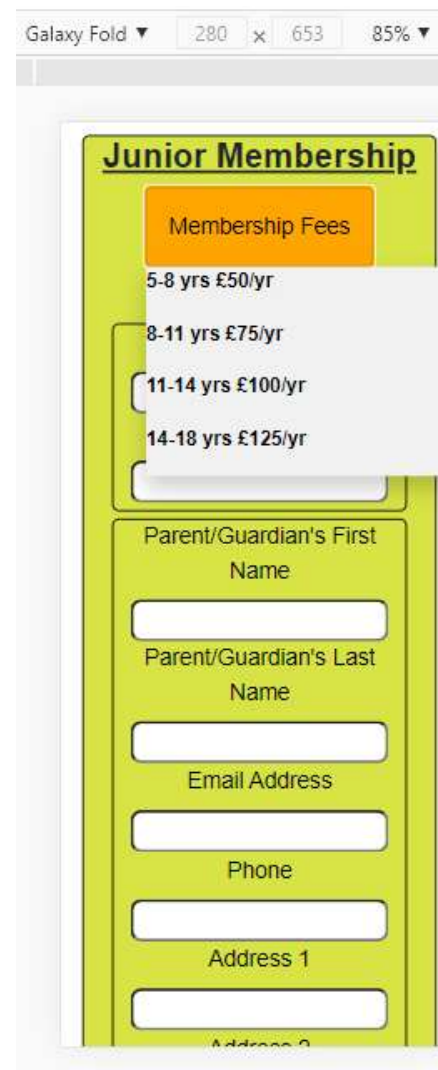 Galaxy Fold ▼ 280 x 653 85% ▼
Junior Membership
Membership Fees
5-8 yrs £50/yr
8-11 yrs £75/yr
11-14 yrs £100/yr
14-18 yrs £125/yr
Parent/Guardian's First
Name
Parent/Guardian's Last
Name
Email Address
Phone
Address 1
Address 2